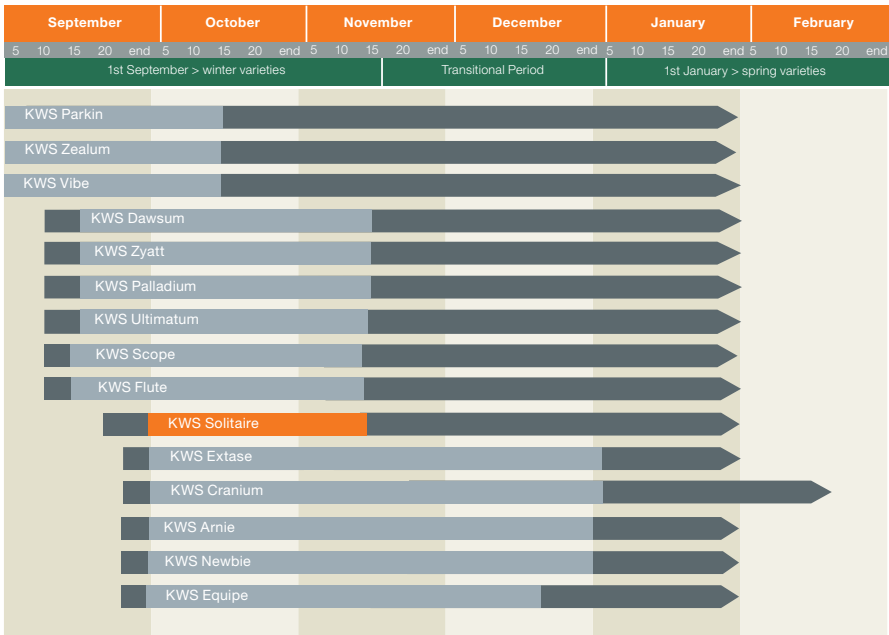 September October November December January February
5 10 15 20 end 5 10 15 20 end 5 10 15 20 end 5 10 15 20 end 5 10 15 20 end 5 10 15 20 end
1st September > winter varieties Transitional Period 1st January > spring varieties
KWS Parkin
KWS Zealum
KWS Vibe
KWS Dawsum
KWS Zyatt
KWS Palladium
KWS Ultimatum
KWS Scope
KWS Flute
KWS Solitaire
KWS Extase
KWS Cranium
KWS Arnie
KWS Newbie
KWS Equipe